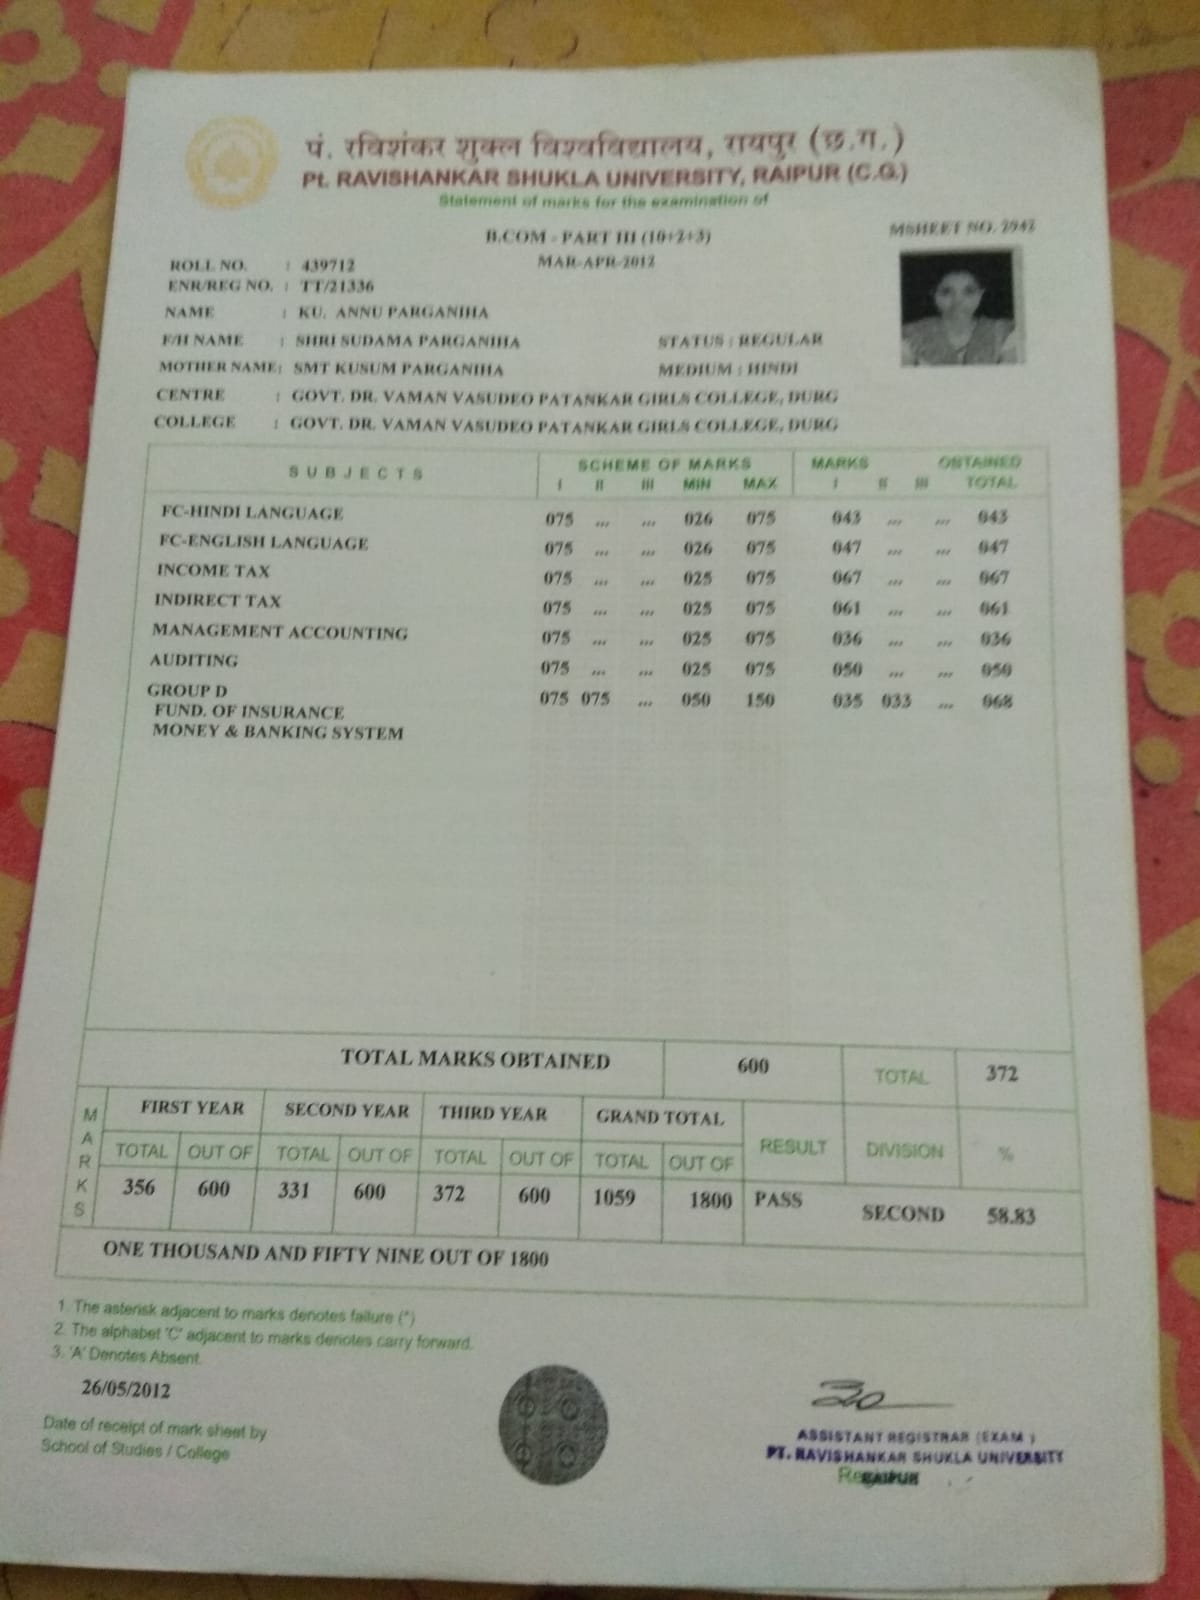 पं. रविशंकर शुक्ल विश्वविद्यालय, रायपुर (छ.ग.)
Pt. RAVISHANKAR SHUKLA UNIVERSITY, RAIPUR (C.G.)
Statement of marks for the examination of
B.COM - PART III (10+2+3)
MSHEET NO. 2942
MAR-APR-2012
ROLL NO. : 439712
ENR/REG NO. : TT/21336
NAME : KU. ANNU PARGANIHA
F/H NAME : SHRI SUDAMA PARGANIHA STATUS : REGULAR
MOTHER NAME: SMT KUSUM PARGANIHA MEDIUM : HINDI
CENTRE : GOVT. DR. VAMAN VASUDEO PATANKAR GIRLS COLLEGE, DURG
COLLEGE : GOVT. DR. VAMAN VASUDEO PATANKAR GIRLS COLLEGE, DURG
SUBJECTS SCHEME OF MARKS MARKS OBTAINED
I II III MIN MAX I II III TOTAL
FC-HINDI LANGUAGE 075 ... ... 026 075 043 ... ... 043
FC-ENGLISH LANGUAGE 075 ... ... 026 075 047 ... ... 047
INCOME TAX 075 ... ... 025 075 067 ... ... 067
INDIRECT TAX 075 ... ... 025 075 061 ... ... 061
MANAGEMENT ACCOUNTING 075 ... ... 025 075 036 ... ... 036
AUDITING 075 ... ... 025 075 050 ... ... 050
GROUP D 075 075 ... 050 150 035 033 ... 068
FUND. OF INSURANCE
MONEY & BANKING SYSTEM
TOTAL MARKS OBTAINED 600 TOTAL 372
MARKS FIRST YEAR SECOND YEAR THIRD YEAR GRAND TOTAL RESULT DIVISION %
TOTAL OUT OF TOTAL OUT OF TOTAL OUT OF TOTAL OUT OF
356 600 331 600 372 600 1059 1800 PASS SECOND 58.83
ONE THOUSAND AND FIFTY NINE OUT OF 1800
1. The asterisk adjacent to marks denotes failure (*)
2. The alphabet 'C' adjacent to marks denotes carry forward.
3. 'A' Denotes Absent.
26/05/2012
Date of receipt of mark sheet by
School of Studies / College
ASSISTANT REGISTRAR (EXAM)
PT. RAVISHANKAR SHUKLA UNIVERSITY
RAIPUR